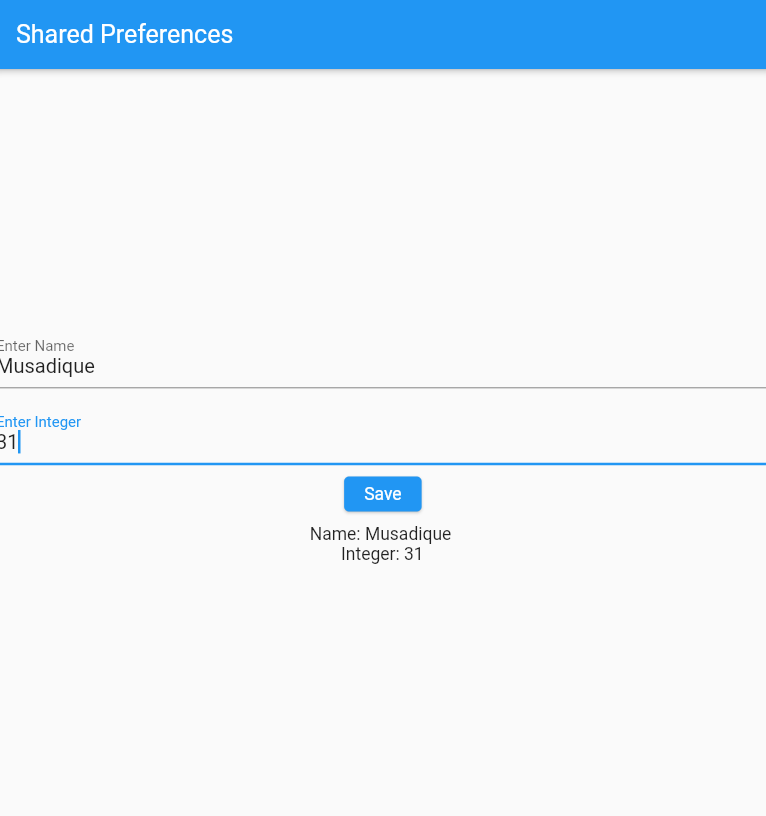 Shared Preferences
Enter Name
Musadique
Enter Integer
31
Save
Name: Musadique
Integer: 31